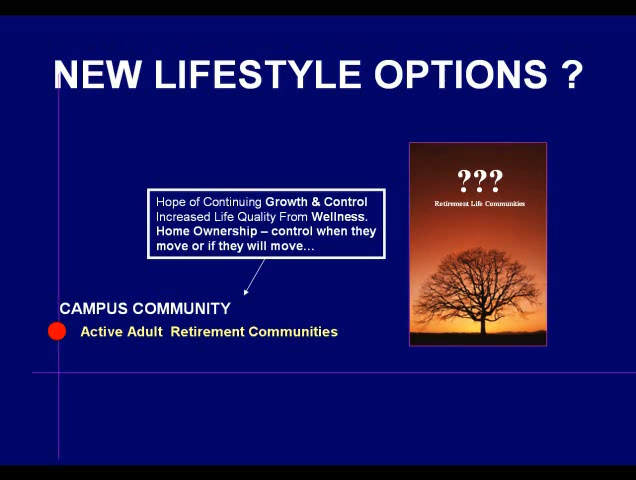 NEW LIFESTYLE OPTIONS ?
???
Retirement Life Communities
Hope of Continuing Growth & Control
Increased Life Quality From Wellness.
Home Ownership – control when they
move or if they will move…
CAMPUS COMMUNITY
Active Adult  Retirement Communities